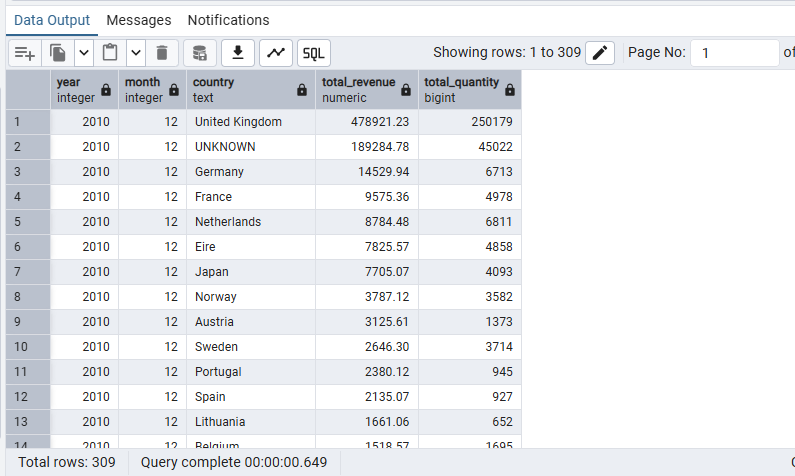 Data Output Messages Notifications
SQL Showing rows: 1 to 309 Page No: 1 of
year month country total_revenue total_quantity
integer integer text numeric bigint
1 2010 12 United Kingdom 478921.23 250179
2 2010 12 UNKNOWN 189284.78 45022
3 2010 12 Germany 14529.94 6713
4 2010 12 France 9575.36 4978
5 2010 12 Netherlands 8784.48 6811
6 2010 12 Eire 7825.57 4858
7 2010 12 Japan 7705.07 4093
8 2010 12 Norway 3787.12 3582
9 2010 12 Austria 3125.61 1373
10 2010 12 Sweden 2646.30 3714
11 2010 12 Portugal 2380.12 945
12 2010 12 Spain 2135.07 927
13 2010 12 Lithuania 1661.06 652
14 2010 12 Belgium 1518.57 1695
Total rows: 309 Query complete 00:00:00.649